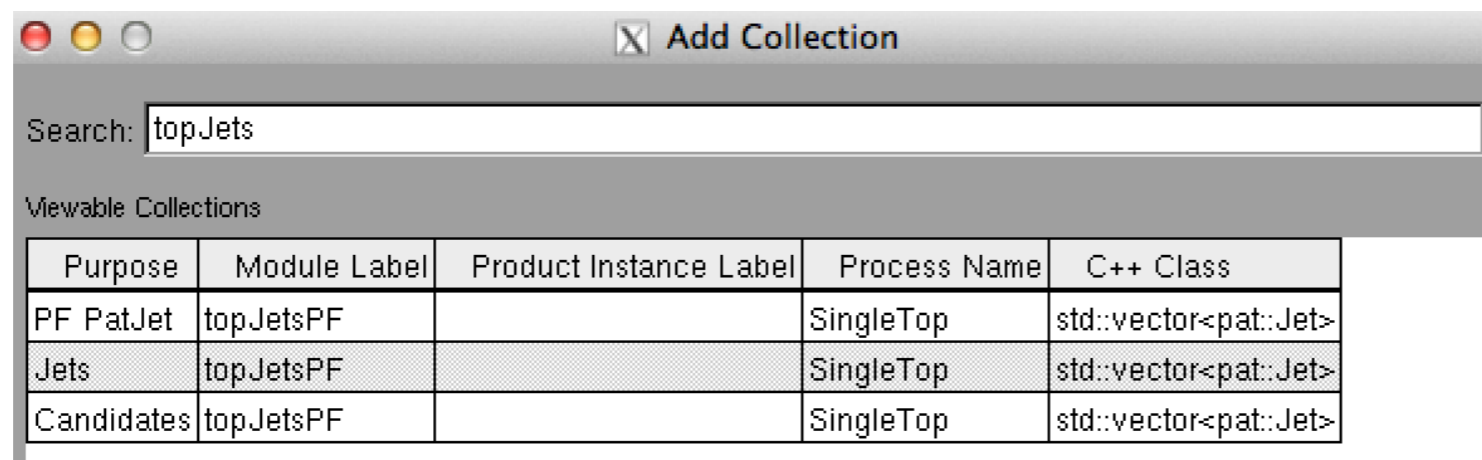 Add Collection
Search: topJets
Viewable Collections
Purpose Module Label Product Instance Label Process Name C++ Class
PF PatJet topJetsPF SingleTop std::vector<pat::Jet>
Jets topJetsPF SingleTop std::vector<pat::Jet>
Candidates topJetsPF SingleTop std::vector<pat::Jet>